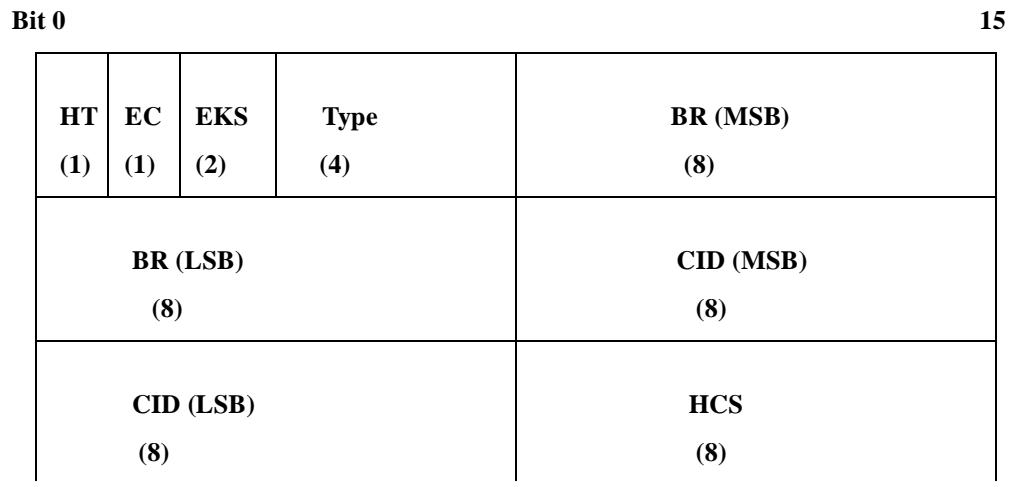 Bit 0 15
HT EC EKS Type BR (MSB)
(1) (1) (2) (4) (8)
BR (LSB) CID (MSB)
(8) (8)
CID (LSB) HCS
(8) (8)